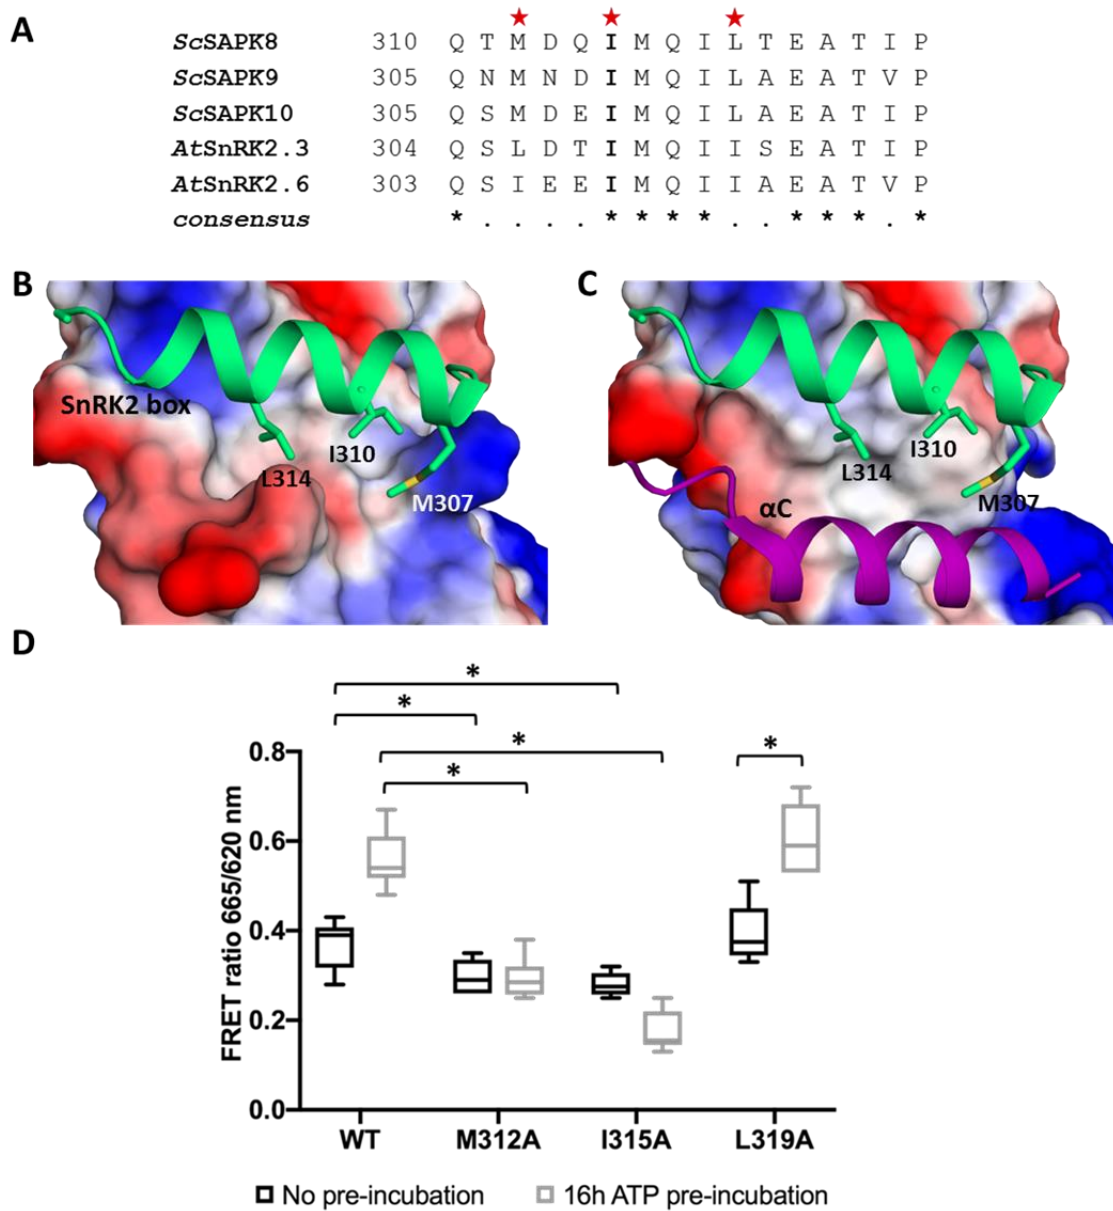 A
ScSAPK8 310 Q T M D Q I M Q I L T E A T I P
ScSAPK9 305 Q N M N D I M Q I L A E A T V P
ScSAPK10 305 Q S M D E I M Q I L A E A T I P
AtSnRK2.3 304 Q S L D T I M Q I I S E A T I P
AtSnRK2.6 303 Q S I E E I M Q I I A E A T V P
consensus * . . . . * * * * . . * * * . *
B
SnRK2 box
I310
L314
M307
C
I310
L314
M307
αC
D
*
*
*
*
*
FRET ratio 665/620 nm
0.8
0.6
0.4
0.2
0.0
WT M312A I315A L319A
No pre-incubation 16h ATP pre-incubation